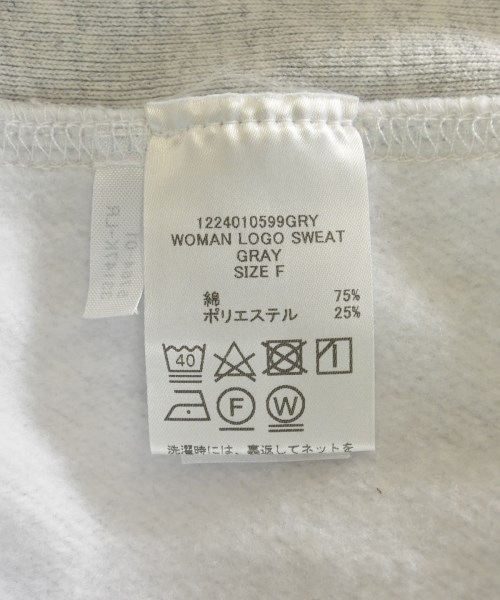 1224010599GRY
WOMAN LOGO SWEAT
GRAY
SIZE F
綿 75%
ポリエステル 25%
40
F W
洗濯時には、裏返してネットを